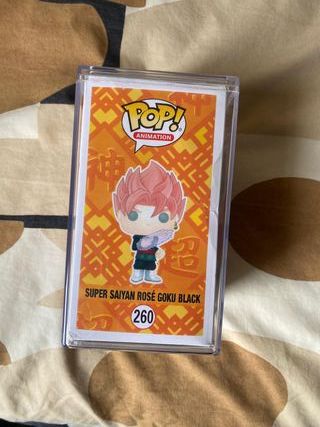 POP!
ANIMATION
神
超
SUPER SAIYAN ROSÉ GOKU BLACK
260